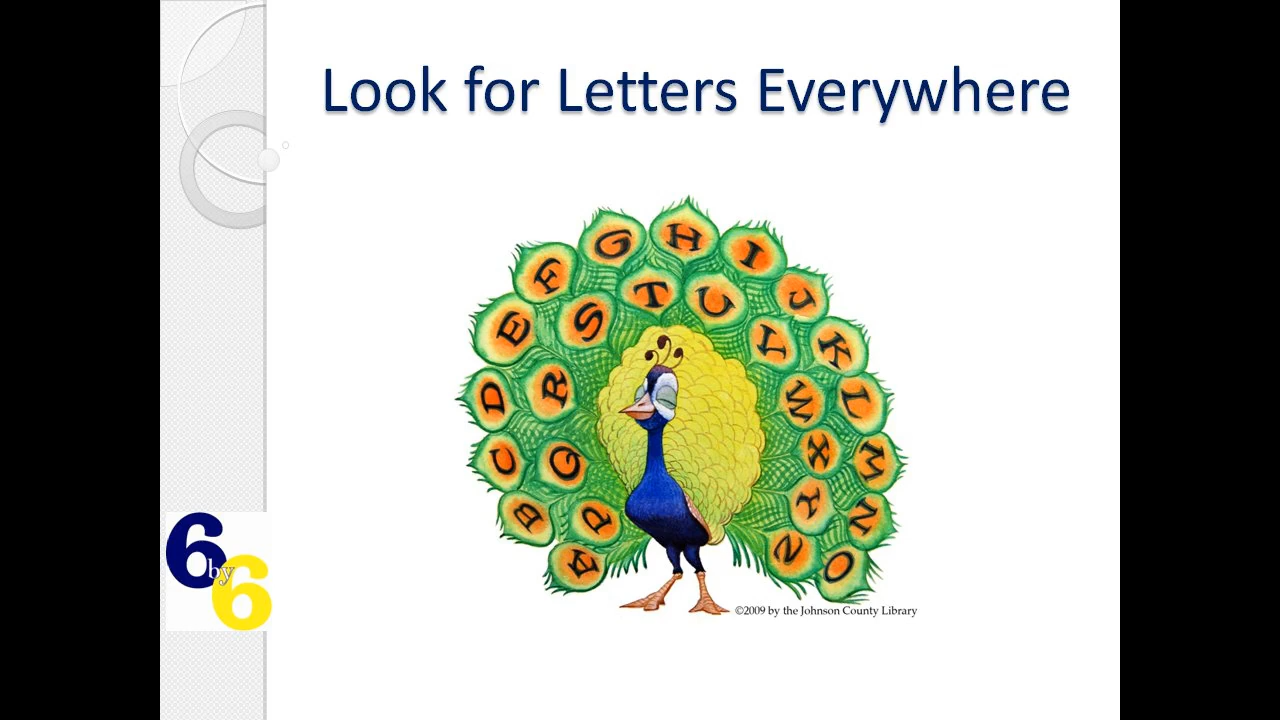 Look for Letters Everywhere
A B C D E F G H I J K L M N O
P Q R S T U V W X Y Z
©2009 by the Johnson County Library
6 by 6